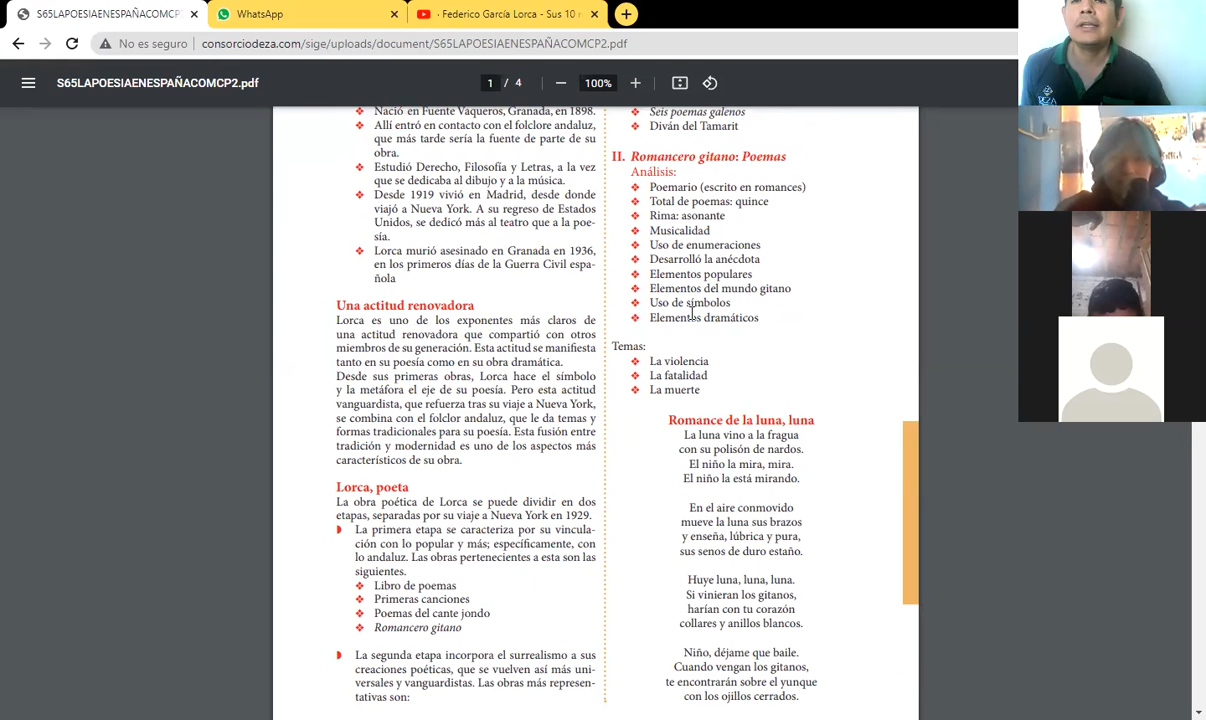 S65LAPOESIAENESPAÑACOMCP2.p
WhatsApp
Federico García Lorca - Sus 10
No es seguro
consorciodeza.com/sige/uploads/document/S65LAPOESIAENESPAÑACOMCP2.pdf
S65LAPOESIAENESPAÑACOMCP2.pdf
1 / 4
100%
Nació en Fuente Vaqueros, Granada, en 1898.
Allí entró en contacto con el folclore andaluz,
que más tarde sería la fuente de parte de su
obra.
Estudió Derecho, Filosofía y Letras, a la vez
que se dedicaba al dibujo y a la música.
Desde 1919 vivió en Madrid, desde donde
viajó a Nueva York. A su regreso de Estados
Unidos, se dedicó más al teatro que a la poe-
sía.
Lorca murió asesinado en Granada en 1936,
en los primeros días de la Guerra Civil espa-
ñola
Una actitud renovadora
Lorca es uno de los exponentes más claros de
una actitud renovadora que compartió con otros
miembros de su generación. Esta actitud se manifiesta
tanto en su poesía como en su obra dramática.
Desde sus primeras obras, Lorca hace el símbolo
y la metáfora el eje de su poesía. Pero esta actitud
vanguardista, que refuerza tras su viaje a Nueva York,
se combina con el folclor andaluz, que le da temas y
formas tradicionales para su poesía. Esta fusión entre
tradición y modernidad es uno de los aspectos más
característicos de su obra.
Lorca, poeta
La obra poética de Lorca se puede dividir en dos
etapas, separadas por su viaje a Nueva York en 1929.
La primera etapa se caracteriza por su vincula-
ción con lo popular y más; específicamente, con
lo andaluz. Las obras pertenecientes a esta son las
siguientes.
Libro de poemas
Primeras canciones
Poemas del cante jondo
Romancero gitano
La segunda etapa incorpora el surrealismo a sus
creaciones poéticas, que se vuelven así más uni-
versales y vanguardistas. Las obras más represen-
tativas son:
Seis poemas galenos
Diván del Tamarit
II. Romancero gitano: Poemas
Análisis:
Poemario (escrito en romances)
Total de poemas: quince
Rima: asonante
Musicalidad
Uso de enumeraciones
Desarrolló la anécdota
Elementos populares
Elementos del mundo gitano
Uso de símbolos
Elementos dramáticos
Temas:
La violencia
La fatalidad
La muerte
Romance de la luna, luna
La luna vino a la fragua
con su polisón de nardos.
El niño la mira, mira.
El niño la está mirando.
En el aire conmovido
mueve la luna sus brazos
y enseña, lúbrica y pura,
sus senos de duro estaño.
Huye luna, luna, luna.
Si vinieran los gitanos,
harían con tu corazón
collares y anillos blancos.
Niño, déjame que baile.
Cuando vengan los gitanos,
te encontrarán sobre el yunque
con los ojillos cerrados.